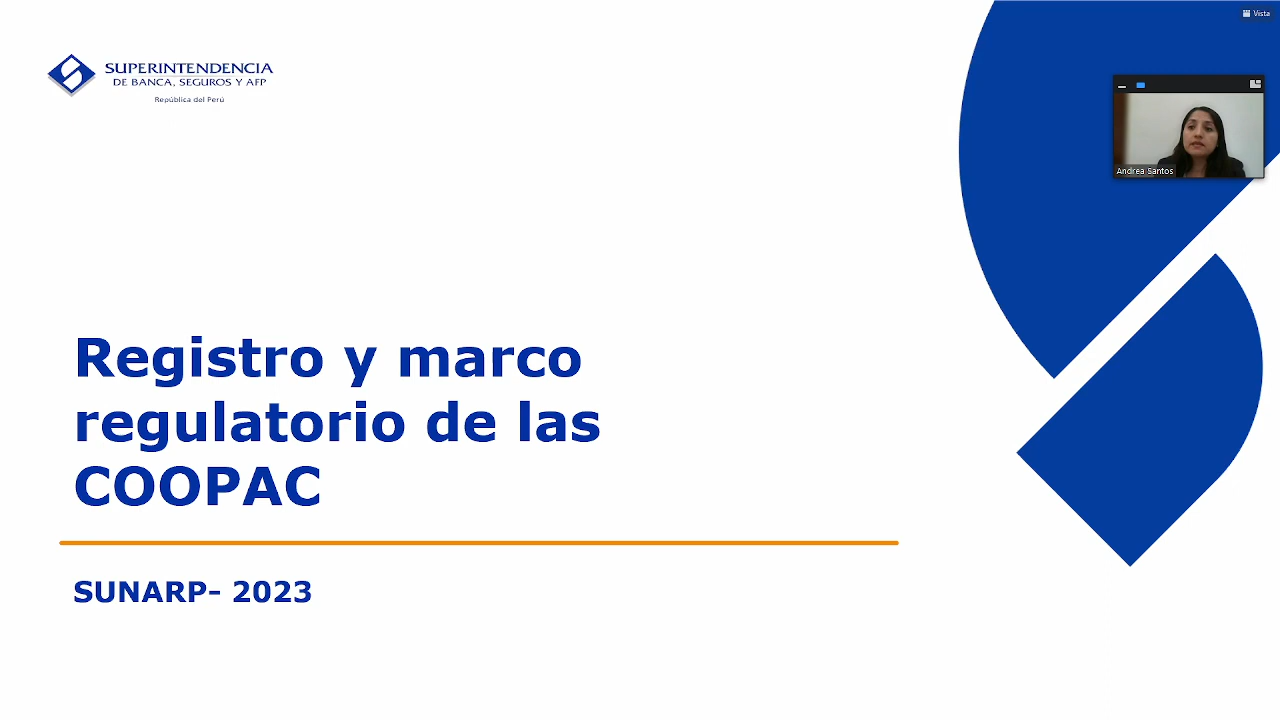 Vista
SUPERINTENDENCIA
DE BANCA, SEGUROS Y AFP
República del Perú
Andrea Santos
Registro y marco
regulatorio de las
COOPAC
SUNARP- 2023